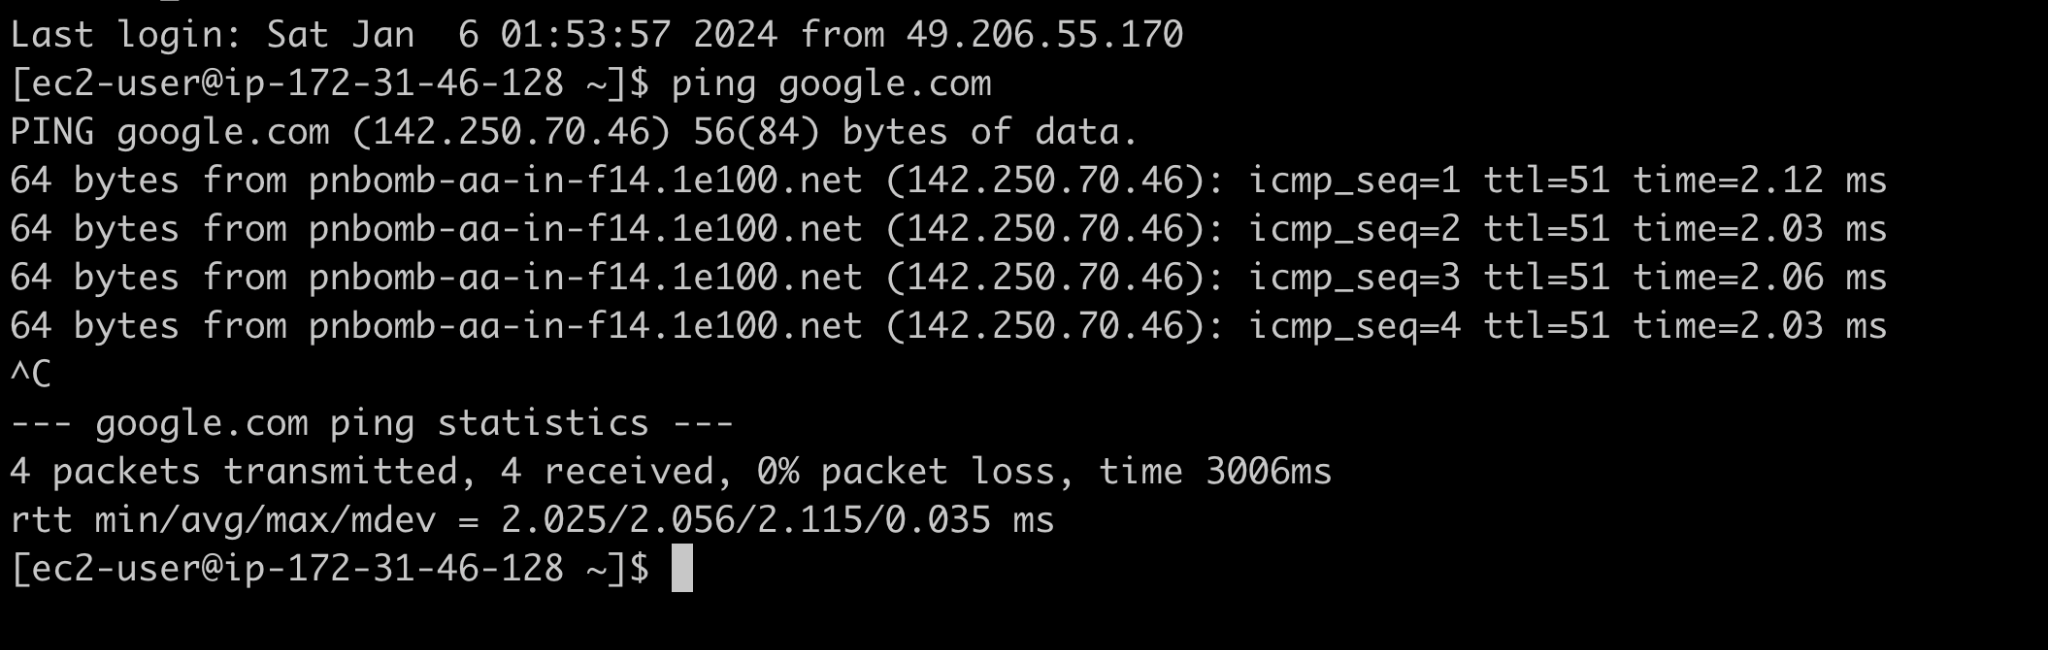 Last login: Sat Jan  6 01:53:57 2024 from 49.206.55.170
[ec2-user@ip-172-31-46-128 ~]$ ping google.com
PING google.com (142.250.70.46) 56(84) bytes of data.
64 bytes from pnbomb-aa-in-f14.1e100.net (142.250.70.46): icmp_seq=1 ttl=51 time=2.12 ms
64 bytes from pnbomb-aa-in-f14.1e100.net (142.250.70.46): icmp_seq=2 ttl=51 time=2.03 ms
64 bytes from pnbomb-aa-in-f14.1e100.net (142.250.70.46): icmp_seq=3 ttl=51 time=2.06 ms
64 bytes from pnbomb-aa-in-f14.1e100.net (142.250.70.46): icmp_seq=4 ttl=51 time=2.03 ms
^C
--- google.com ping statistics ---
4 packets transmitted, 4 received, 0% packet loss, time 3006ms
rtt min/avg/max/mdev = 2.025/2.056/2.115/0.035 ms
[ec2-user@ip-172-31-46-128 ~]$